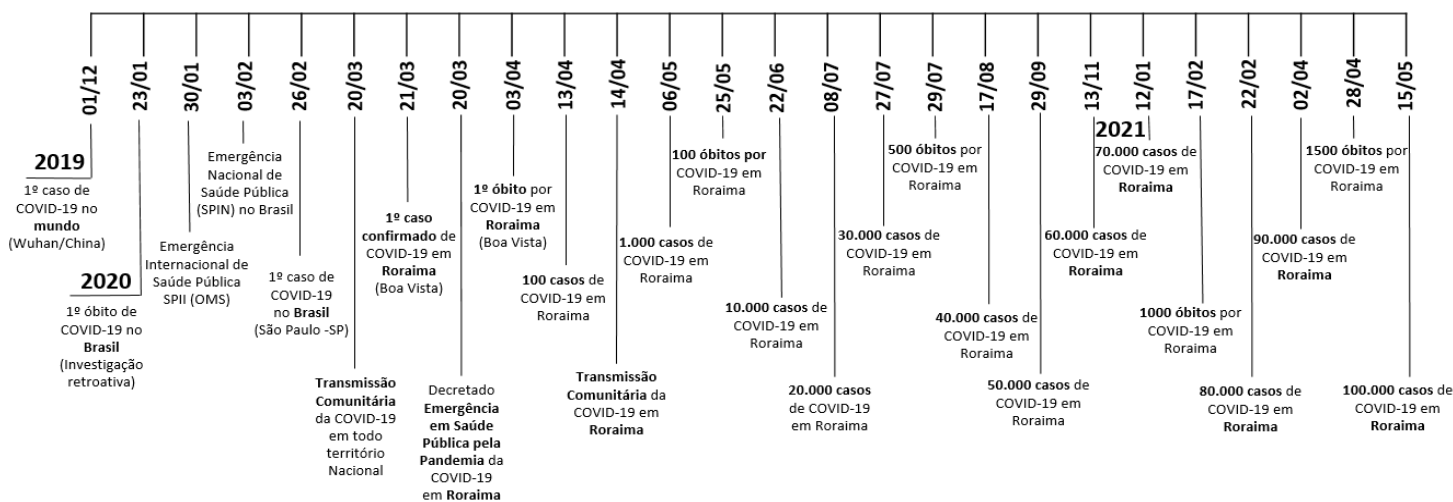 01/12
23/01
30/01
03/02
26/02
20/03
21/03
20/03
03/04
13/04
14/04
06/05
25/05
22/06
08/07
27/07
29/07
17/08
29/09
13/11
12/01
17/02
22/02
02/04
28/04
15/05
2019
1º caso de
COVID-19 no
mundo
(Wuhan/China)
2020
1º óbito de
COVID-19 no
Brasil
(Investigação
retroativa)
Emergência
Internacional de
Saúde Pública
SPII (OMS)
Emergência
Nacional de
Saúde Pública
(SPIN) no Brasil
1º caso de
COVID-19
no Brasil
(São Paulo -SP)
Transmissão
Comunitária
da COVID-19
em todo
território
Nacional
1º caso
confirmado de
COVID-19 em
Roraima
(Boa Vista)
Decretado
Emergência
em Saúde
Pública pela
Pandemia da
COVID-19
em Roraima
1º óbito por
COVID-19 em
Roraima
(Boa Vista)
100 casos de
COVID-19 em
Roraima
Transmissão
Comunitária da
COVID-19 em
Roraima
1.000 casos de
COVID-19 em
Roraima
100 óbitos por
COVID-19 em
Roraima
10.000 casos de
COVID-19 em
Roraima
20.000 casos
de COVID-19
em Roraima
30.000 casos de
COVID-19 em
Roraima
500 óbitos por
COVID-19 em
Roraima
40.000 casos de
COVID-19 em
Roraima
50.000 casos de
COVID-19 em
Roraima
60.000 casos de
COVID-19 em
Roraima
2021
70.000 casos de
COVID-19 em
Roraima
1000 óbitos por
COVID-19 em
Roraima
80.000 casos de
COVID-19 em
Roraima
90.000 casos de
COVID-19 em
Roraima
1500 óbitos por
COVID-19 em
Roraima
100.000 casos de
COVID-19 em
Roraima